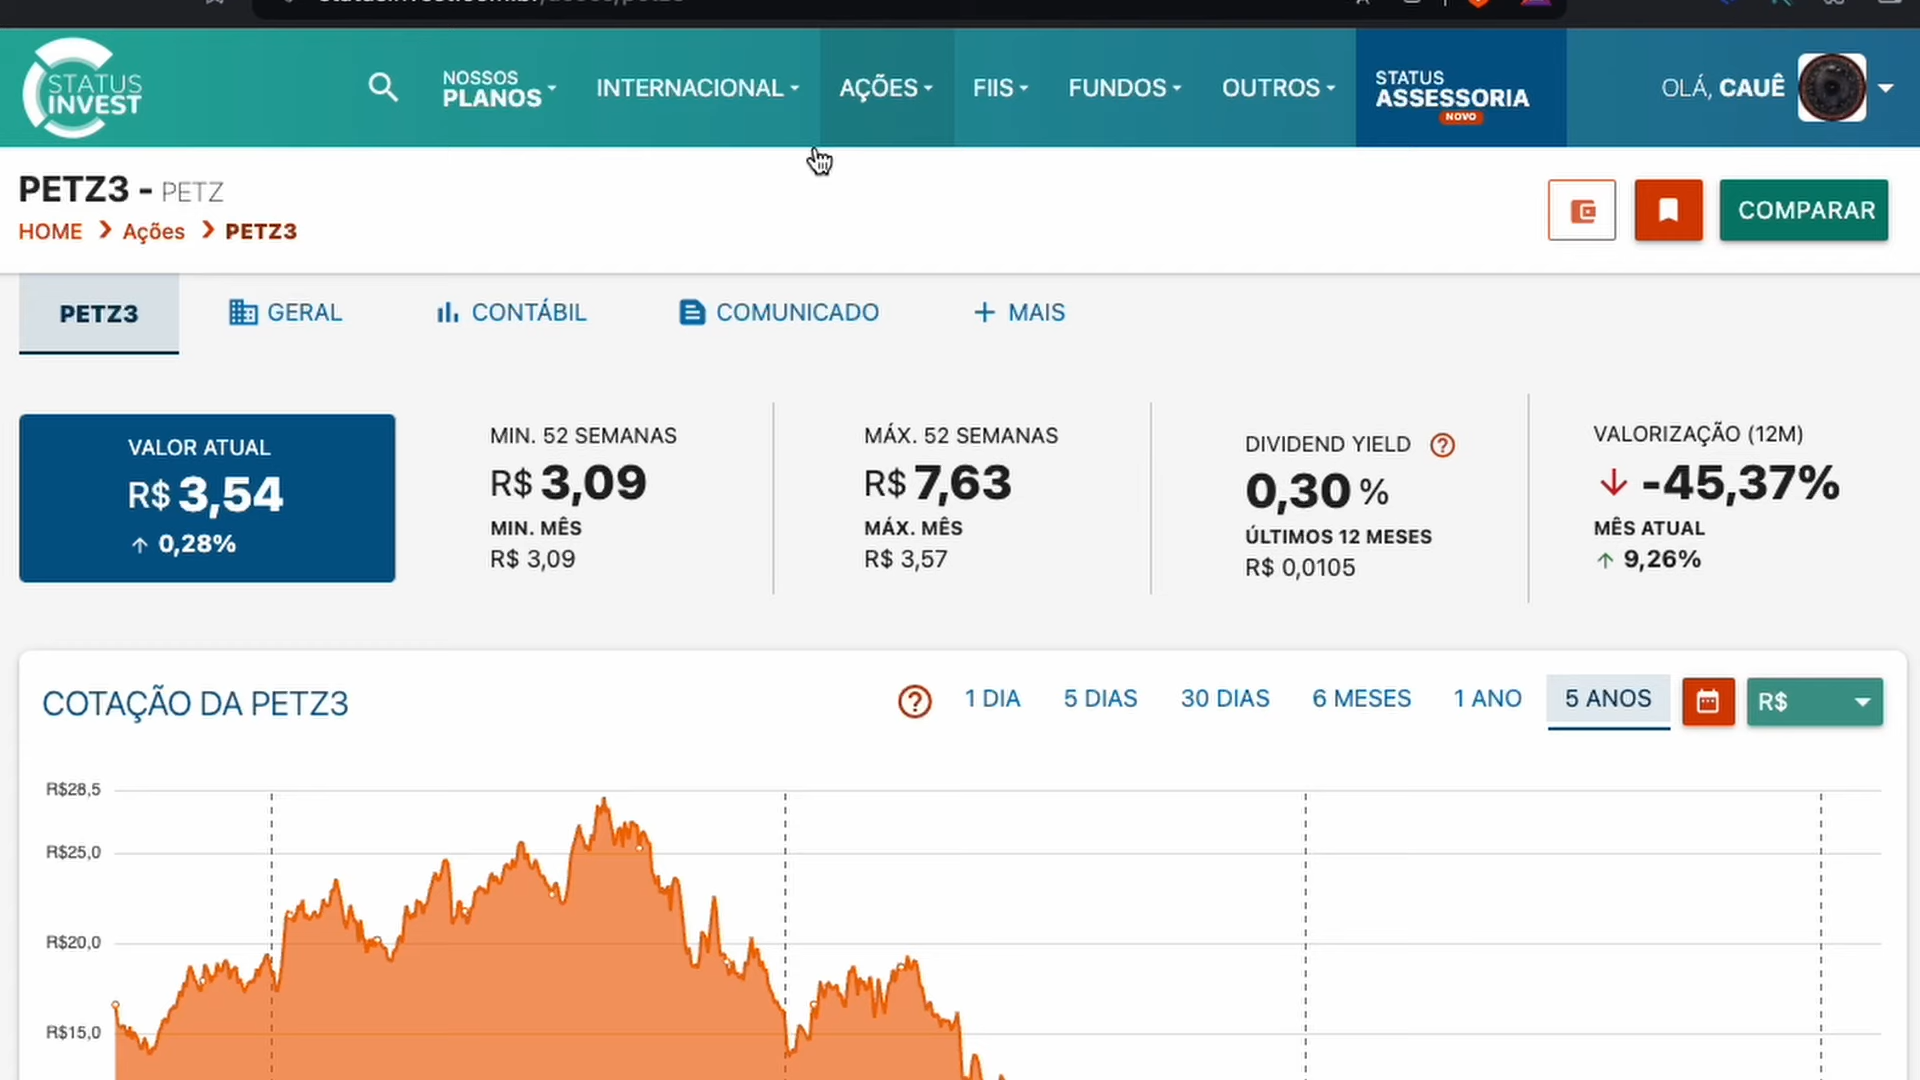 STATUS
INVEST
NOSSOS
PLANOS
INTERNACIONAL
AÇÕES
FIIS
FUNDOS
OUTROS
STATUS
ASSESSORIA
NOVO
OLÁ, CAUÊ
PETZ3 - PETZ
HOME > Ações > PETZ3
COMPARAR
PETZ3
GERAL
CONTÁBIL
COMUNICADO
+ MAIS
VALOR ATUAL
R$ 3,54
↑ 0,28%
MIN. 52 SEMANAS
R$ 3,09
MIN. MÊS
R$ 3,09
MÁX. 52 SEMANAS
R$ 7,63
MÁX. MÊS
R$ 3,57
DIVIDEND YIELD ?
0,30 %
ÚLTIMOS 12 MESES
R$ 0,0105
VALORIZAÇÃO (12M)
↓ -45,37%
MÊS ATUAL
↑ 9,26%
COTAÇÃO DA PETZ3
? 1 DIA 5 DIAS 30 DIAS 6 MESES 1 ANO 5 ANOS R$
R$28,5
R$25,0
R$20,0
R$15,0